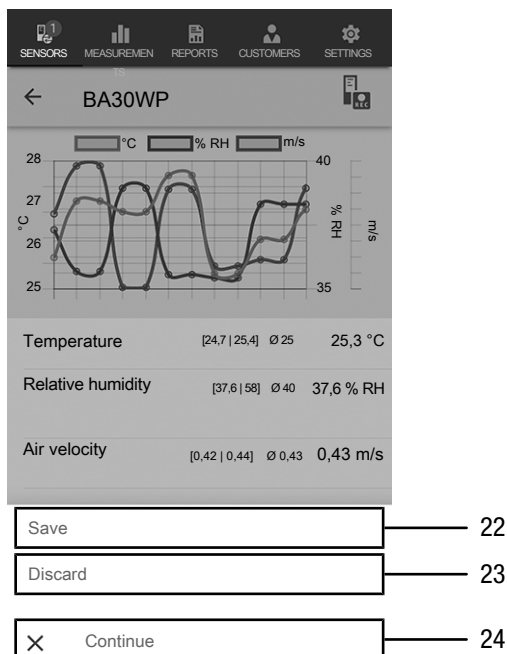 1
SENSORS MEASUREMEN REPORTS CUSTOMERS SETTINGS
TS
BA30WP
REC
°C % RH m/s
28 40
27
°C % RH m/s
26
25 35
Temperature [24,7 | 25,4] Ø 25 25,3 °C
Relative humidity [37,6 | 58] Ø 40 37,6 % RH
Air velocity [0,42 | 0,44] Ø 0,43 0,43 m/s
Save 22
Discard 23
Continue 24